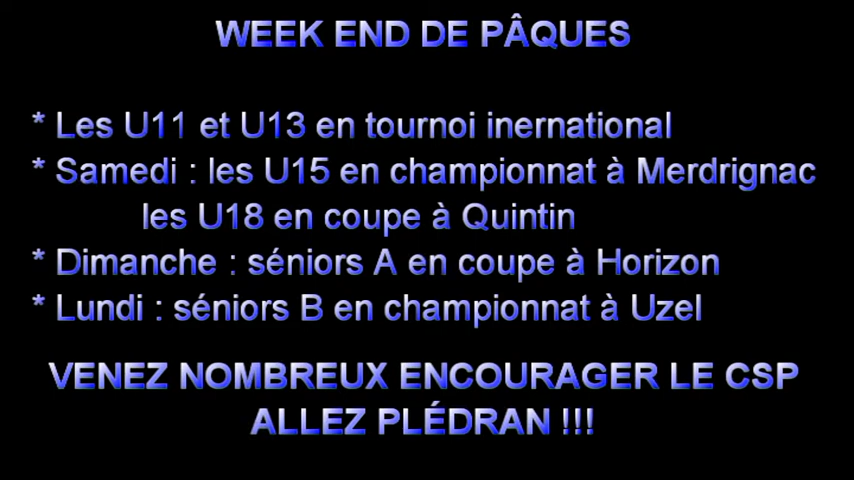 WEEK END DE PÂQUES
* Les U11 et U13 en tournoi inernational
* Samedi : les U15 en championnat à Merdrignac
les U18 en coupe à Quintin
* Dimanche : séniors A en coupe à Horizon
* Lundi : séniors B en championnat à Uzel
VENEZ NOMBREUX ENCOURAGER LE CSP
ALLEZ PLÉDRAN !!!